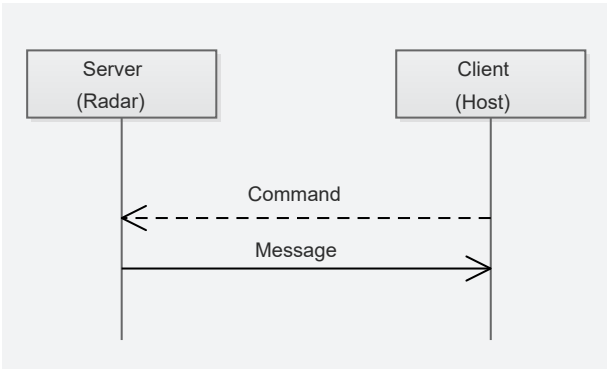 Server
(Radar)
Client
(Host)
Command
Message